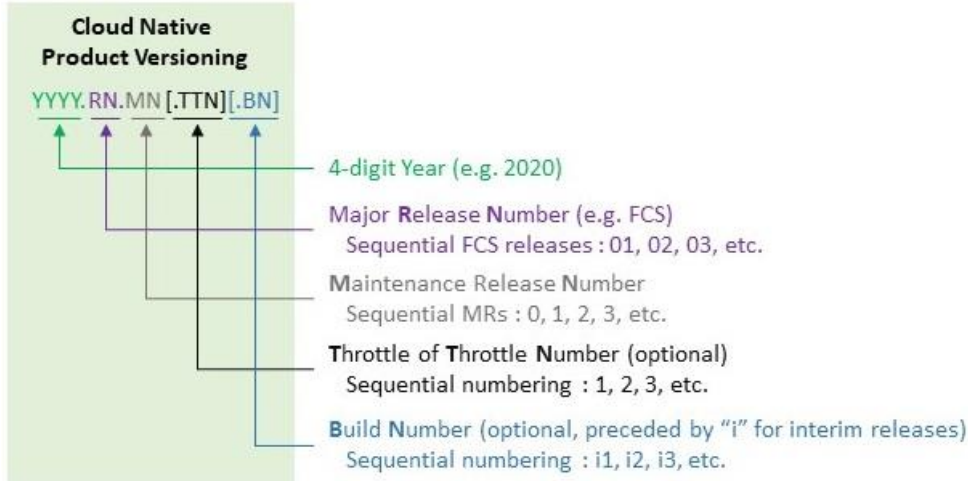 Cloud Native
Product Versioning
YYYY.RN.MN[.TTN][.BN]
4-digit Year (e.g. 2020)
Major Release Number (e.g. FCS)
Sequential FCS releases : 01, 02, 03, etc.
Maintenance Release Number
Sequential MRs : 0, 1, 2, 3, etc.
Throttle of Throttle Number (optional)
Sequential numbering : 1, 2, 3, etc.
Build Number (optional, preceded by “i” for interim releases)
Sequential numbering : i1, i2, i3, etc.